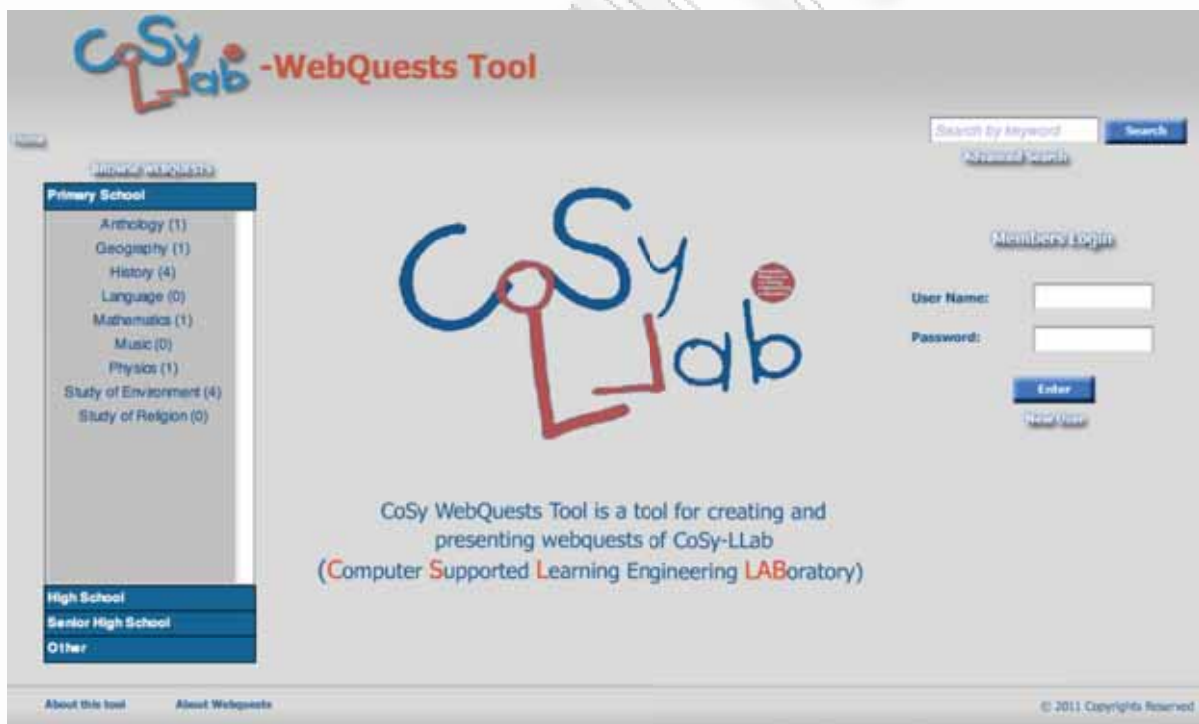 CoSy LLab -WebQuests Tool
Home
Search by keyword
Search
Advanced Search
Browse WebQuests
Primary School
Anthology (1)
Geography (1)
History (4)
Language (0)
Mathematics (1)
Music (0)
Physics (1)
Study of Environment (4)
Study of Religion (0)
High School
Senior High School
Other
CoSy
LLab
CoSy WebQuests Tool is a tool for creating and
presenting webquests of CoSy-LLab
(Computer Supported Learning Engineering LABoratory)
Members Login
User Name:
Password:
Enter
New User
About this tool
About Webquests
© 2011 Copyrights Reserved